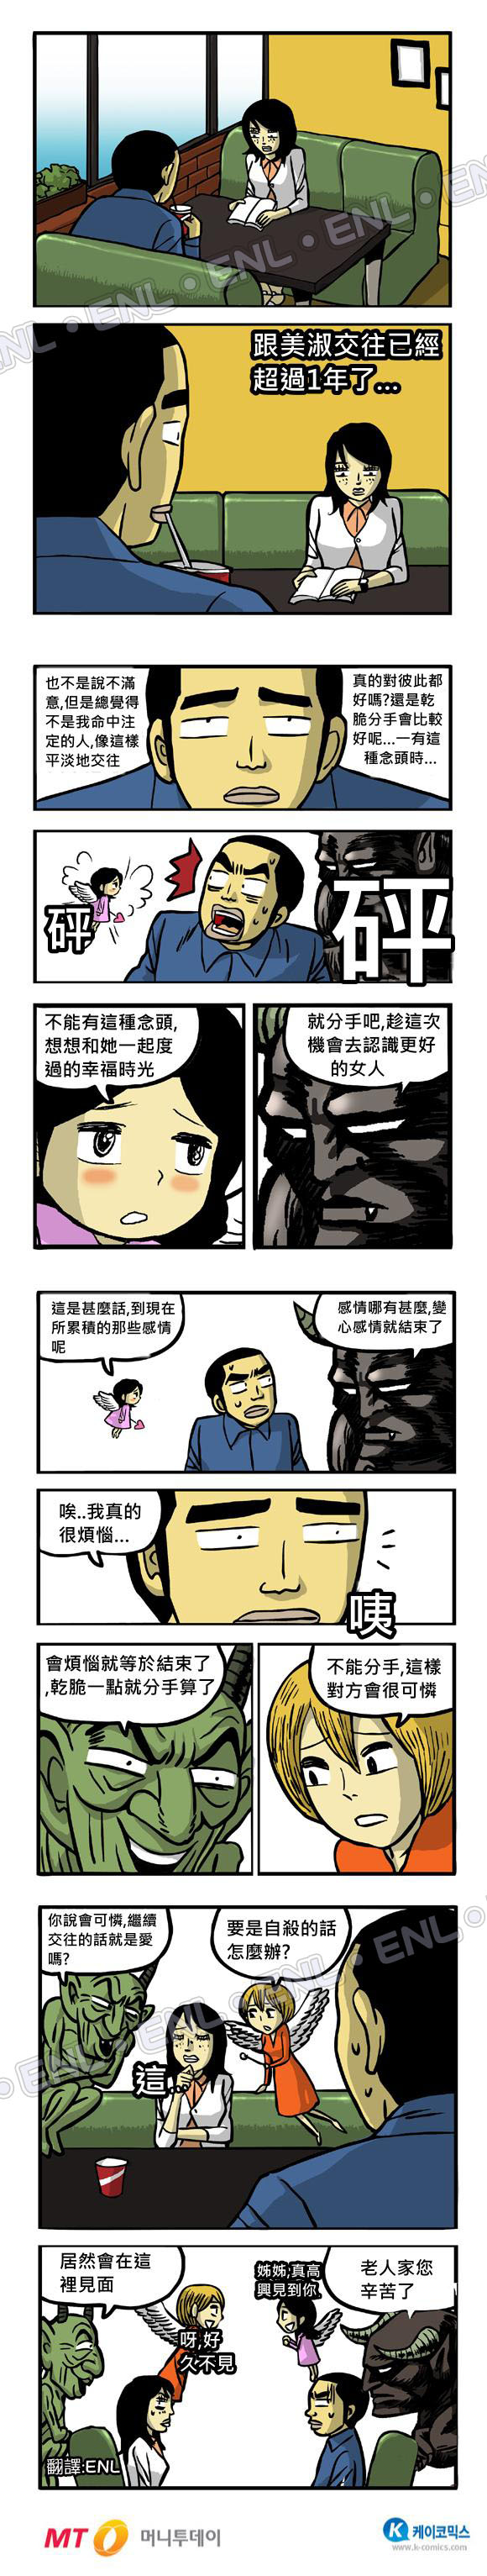 ENL • ENL • ENL • ENL • ENL • EN
跟美淑交往已經
超過1年了...
也不是說不滿
意,但是總覺得
不是我命中注
定的人,像這樣
平淡地交往
真的對彼此都
好嗎?還是乾
脆分手會比較
好呢...一有這
種念頭時...
砰
砰
不能有這種念頭,
想想和她一起度
過的幸福時光
就分手吧,趁這次
機會去認識更好
的女人
這是甚麼話,到現在
所累積的那些感情
呢
感情哪有甚麼,變
心感情就結束了
唉..我真的
很煩惱...
咦
會煩惱就等於結束了
,乾脆一點就分手算了
不能分手,這樣
對方會很可憐
你說會可憐,繼續
交往的話就是愛
嗎?
要是自殺的話
怎麼辦?
這..
ENL • ENL • ENL • ENL • ENL •
居然會在這
裡見面
呀,好
久不見
姊姊,真高
興見到你
老人家您
辛苦了
翻譯:ENL
MT 머니투데이
K 케이코믹스
www.k-comics.com